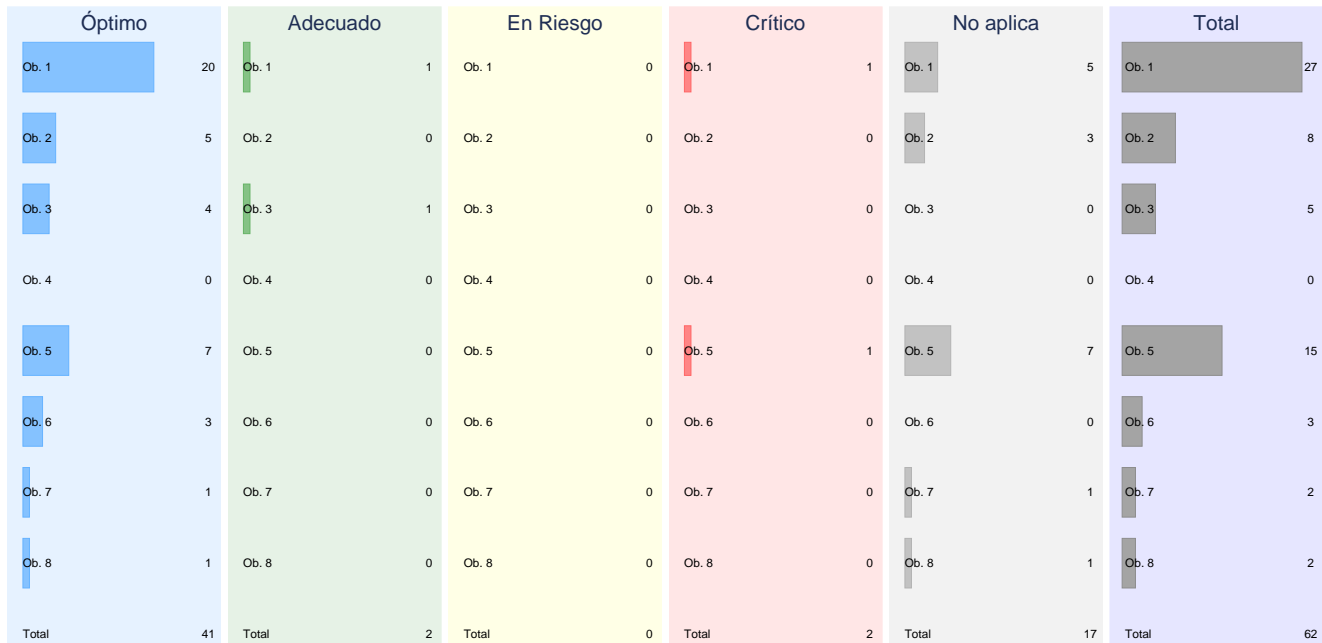 Óptimo Adecuado En Riesgo Crítico No aplica Total
Ob. 1 20 Ob. 1 1 Ob. 1 0 Ob. 1 1 Ob. 1 5 Ob. 1 27
Ob. 2 5 Ob. 2 0 Ob. 2 0 Ob. 2 0 Ob. 2 3 Ob. 2 8
Ob. 3 4 Ob. 3 1 Ob. 3 0 Ob. 3 0 Ob. 3 0 Ob. 3 5
Ob. 4 0 Ob. 4 0 Ob. 4 0 Ob. 4 0 Ob. 4 0 Ob. 4 0
Ob. 5 7 Ob. 5 0 Ob. 5 0 Ob. 5 1 Ob. 5 7 Ob. 5 15
Ob. 6 3 Ob. 6 0 Ob. 6 0 Ob. 6 0 Ob. 6 0 Ob. 6 3
Ob. 7 1 Ob. 7 0 Ob. 7 0 Ob. 7 0 Ob. 7 1 Ob. 7 2
Ob. 8 1 Ob. 8 0 Ob. 8 0 Ob. 8 0 Ob. 8 1 Ob. 8 2
Total 41 Total 2 Total 0 Total 2 Total 17 Total 62